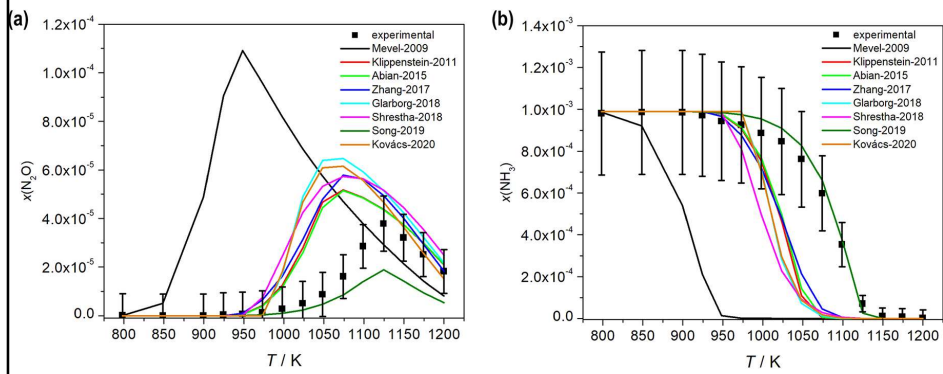 (a)
1.2x10⁻⁴
1.0x10⁻⁴
8.0x10⁻⁵
6.0x10⁻⁵
4.0x10⁻⁵
2.0x10⁻⁵
0.0
x(N₂O)
experimental
Mevel-2009
Klippenstein-2011
Abian-2015
Zhang-2017
Glarborg-2018
Shrestha-2018
Song-2019
Kovács-2020
800 850 900 950 1000 1050 1100 1150 1200
T / K
(b)
1.4x10⁻³
1.2x10⁻³
1.0x10⁻³
8.0x10⁻⁴
6.0x10⁻⁴
4.0x10⁻⁴
2.0x10⁻⁴
0.0
x(NH₃)
experimental
Mevel-2009
Klippenstein-2011
Abian-2015
Zhang-2017
Glarborg-2018
Shrestha-2018
Song-2019
Kovács-2020
800 850 900 950 1000 1050 1100 1150 1200
T / K